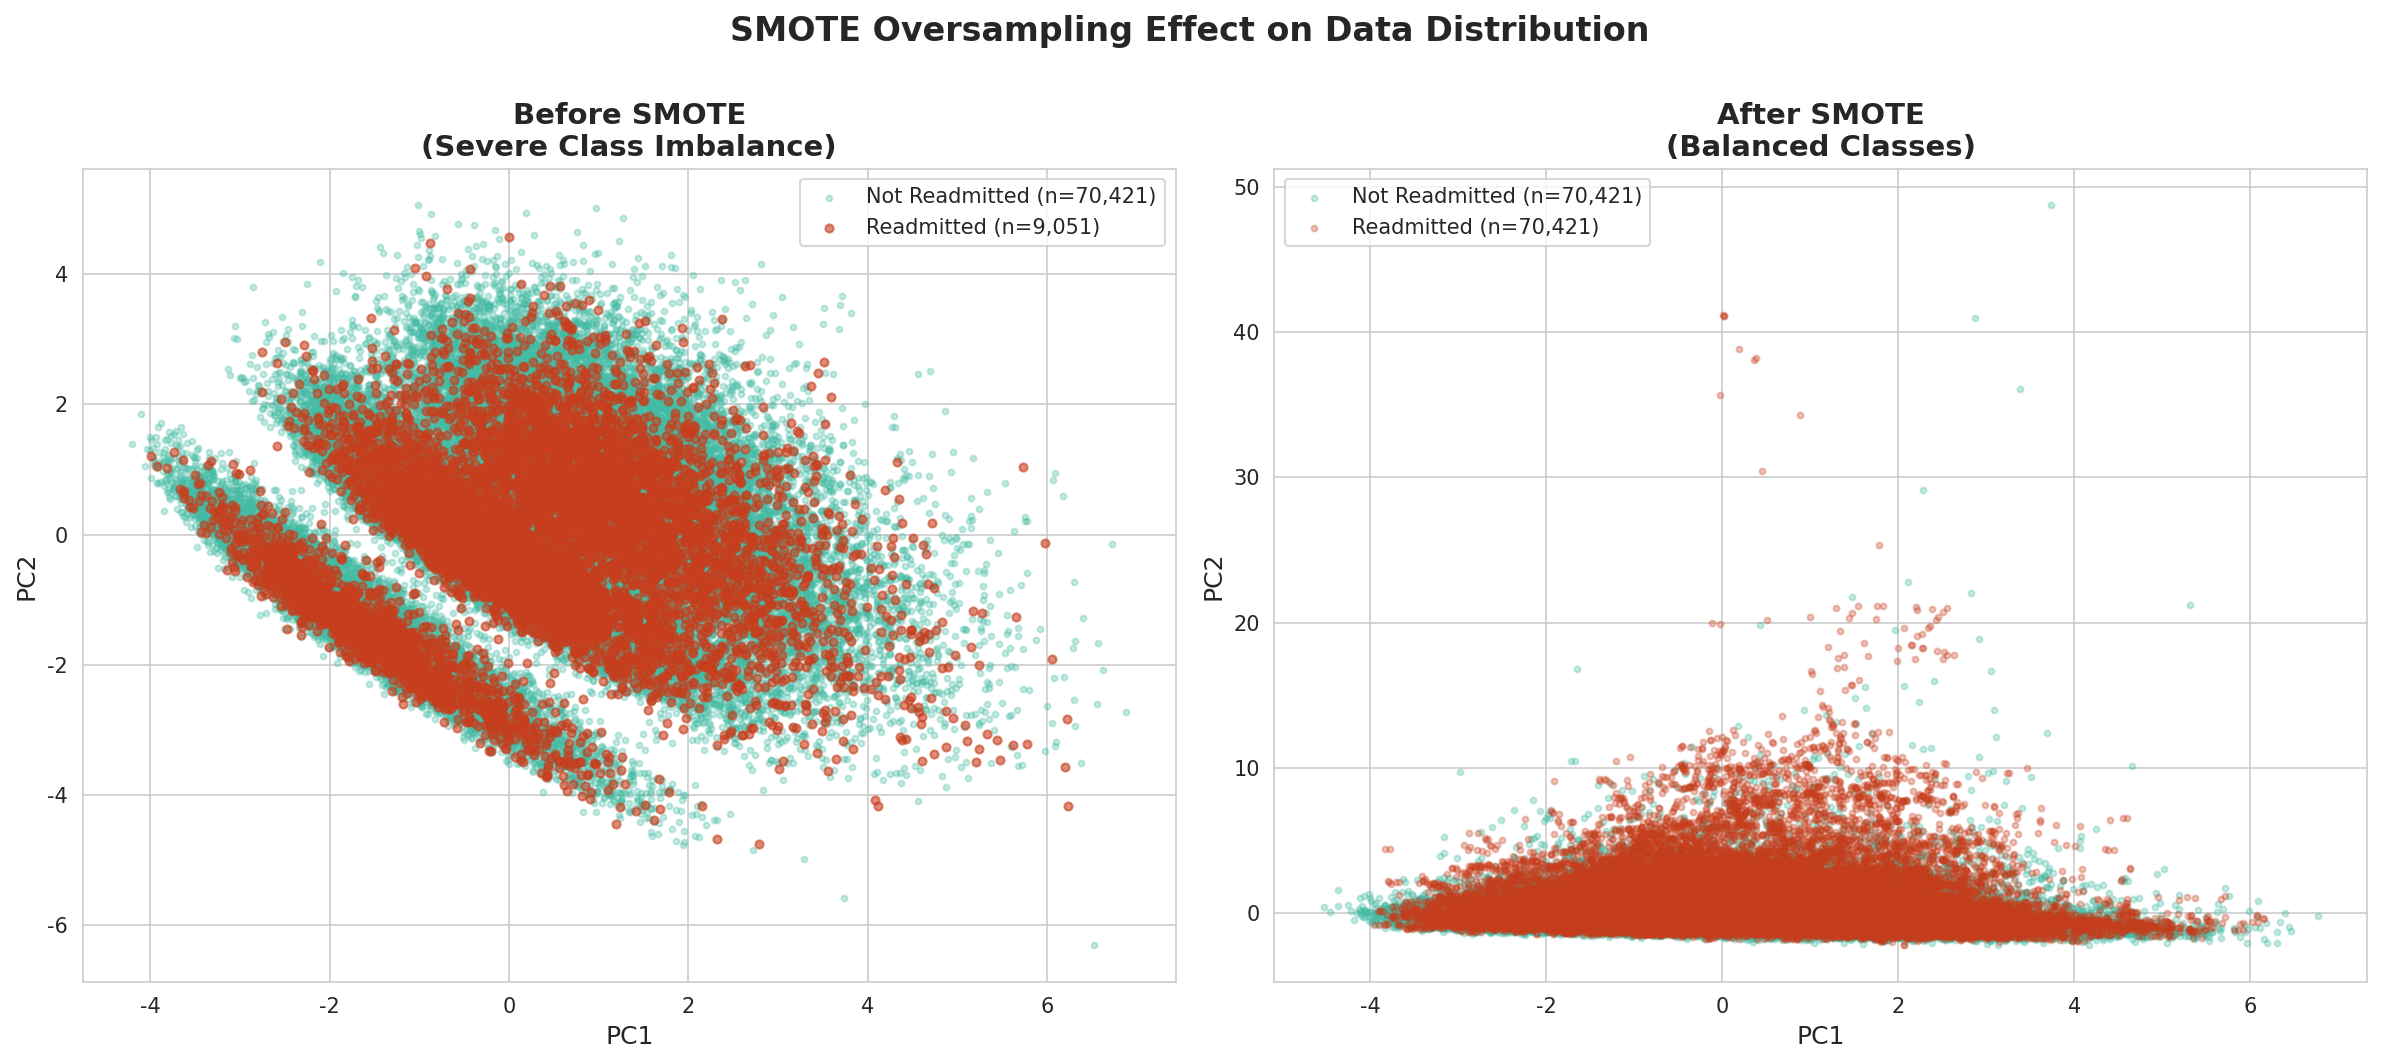 SMOTE Oversampling Effect on Data Distribution
Before SMOTE
(Severe Class Imbalance)
Not Readmitted (n=70,421)
Readmitted (n=9,051)
4
2
0
-2
-4
-6
PC2
-4
-2
0
2
4
6
PC1
After SMOTE
(Balanced Classes)
Not Readmitted (n=70,421)
Readmitted (n=70,421)
50
40
30
20
10
0
PC2
-4
-2
0
2
4
6
PC1